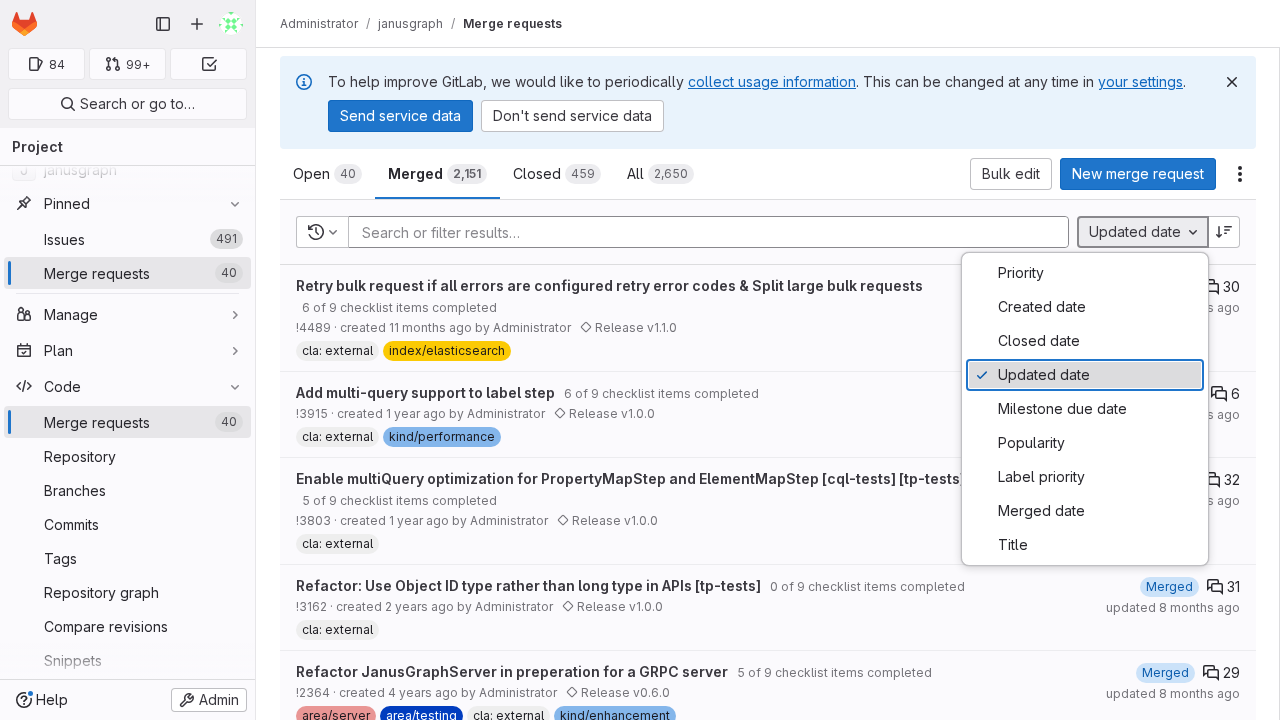 Administrator / janusgraph / Merge requests
84
99+
Search or go to…
Project
janusgraph
Pinned
Issues 491
Merge requests 40
Manage
Plan
Code
Merge requests 40
Repository
Branches
Commits
Tags
Repository graph
Compare revisions
Snippets
Help
Admin
To help improve GitLab, we would like to periodically collect usage information. This can be changed at any time in your settings.
Send service data
Don't send service data
Open 40
Merged 2,151
Closed 459
All 2,650
Bulk edit
New merge request
Search or filter results…
Updated date
Priority
Created date
Closed date
Updated date
Milestone due date
Popularity
Label priority
Merged date
Title
Retry bulk request if all errors are configured retry error codes & Split large bulk requests
30
6 of 9 checklist items completed
s ago
!4489 · created 11 months ago by Administrator Release v1.1.0
cla: external index/elasticsearch
Add multi-query support to label step 6 of 9 checklist items completed
6
!3915 · created 1 year ago by Administrator Release v1.0.0
s ago
cla: external kind/performance
Enable multiQuery optimization for PropertyMapStep and ElementMapStep [cql-tests] [tp-tests]
32
5 of 9 checklist items completed
s ago
!3803 · created 1 year ago by Administrator Release v1.0.0
cla: external
Refactor: Use Object ID type rather than long type in APIs [tp-tests] 0 of 9 checklist items completed
Merged 31
!3162 · created 2 years ago by Administrator Release v1.0.0
updated 8 months ago
cla: external
Refactor JanusGraphServer in preperation for a GRPC server 5 of 9 checklist items completed
Merged 29
!2364 · created 4 years ago by Administrator Release v0.6.0
updated 8 months ago
area/server area/testing cla: external kind/enhancement